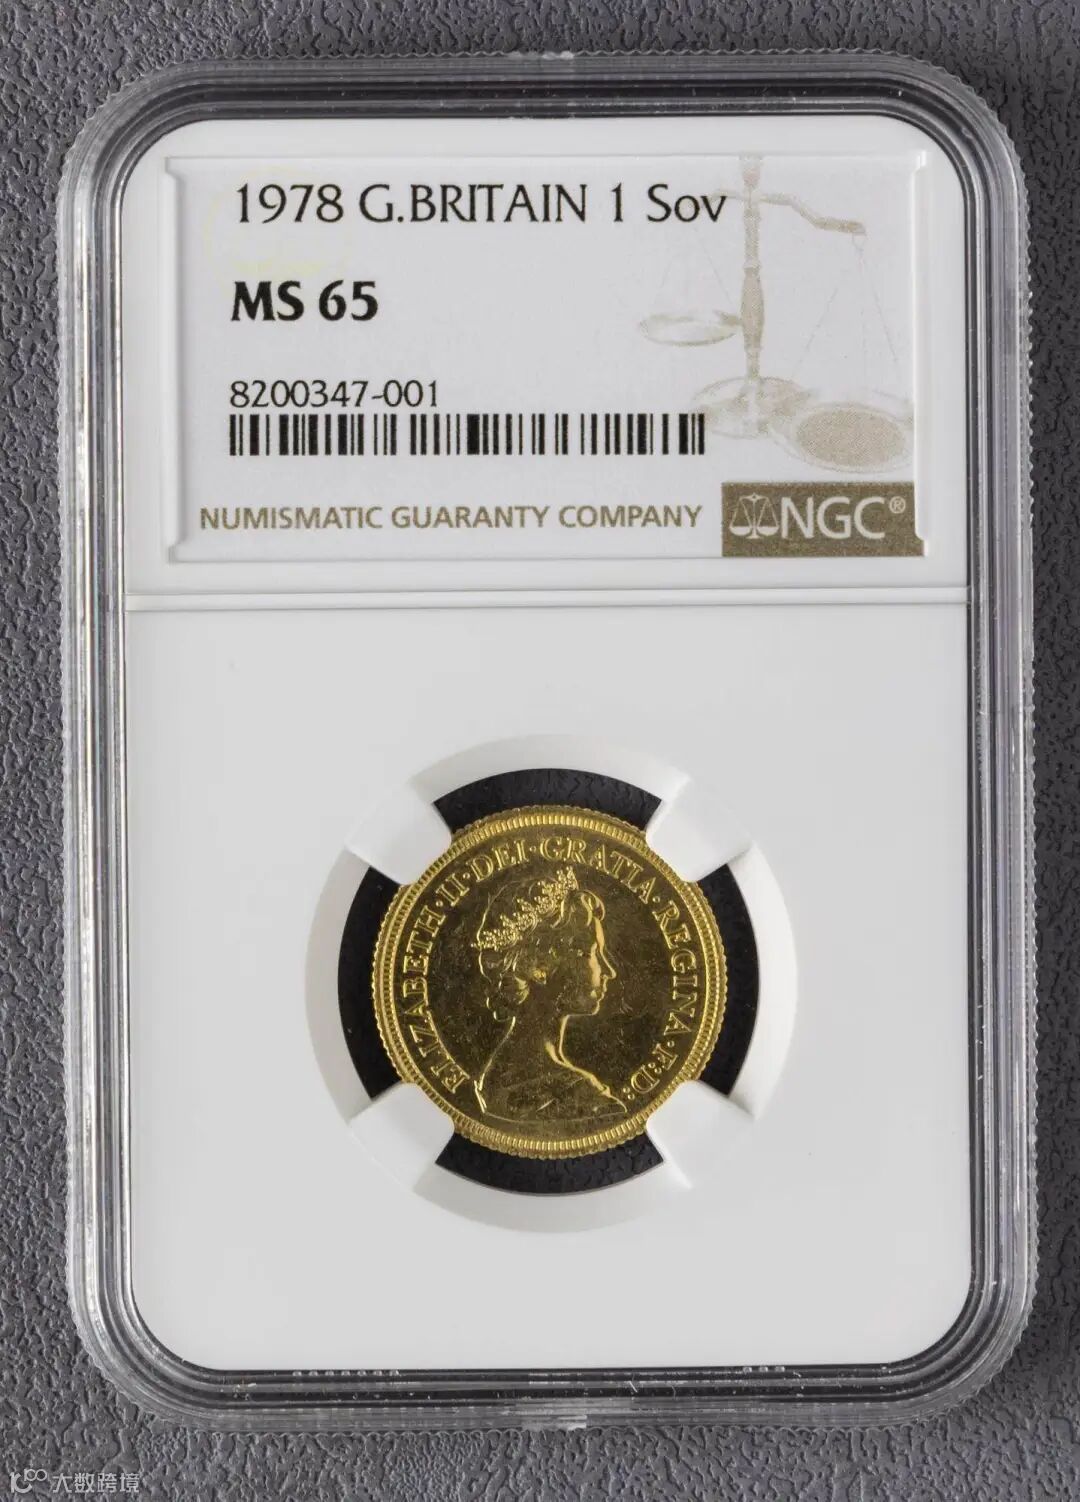 1978 G.BRITAIN 1 Sov
MS 65
8200347-001
NUMISMATIC GUARANTY COMPANY
NGC®
ELIZABETH·II·DEI·GRATIA·REGINA·F:D:
大数跨境